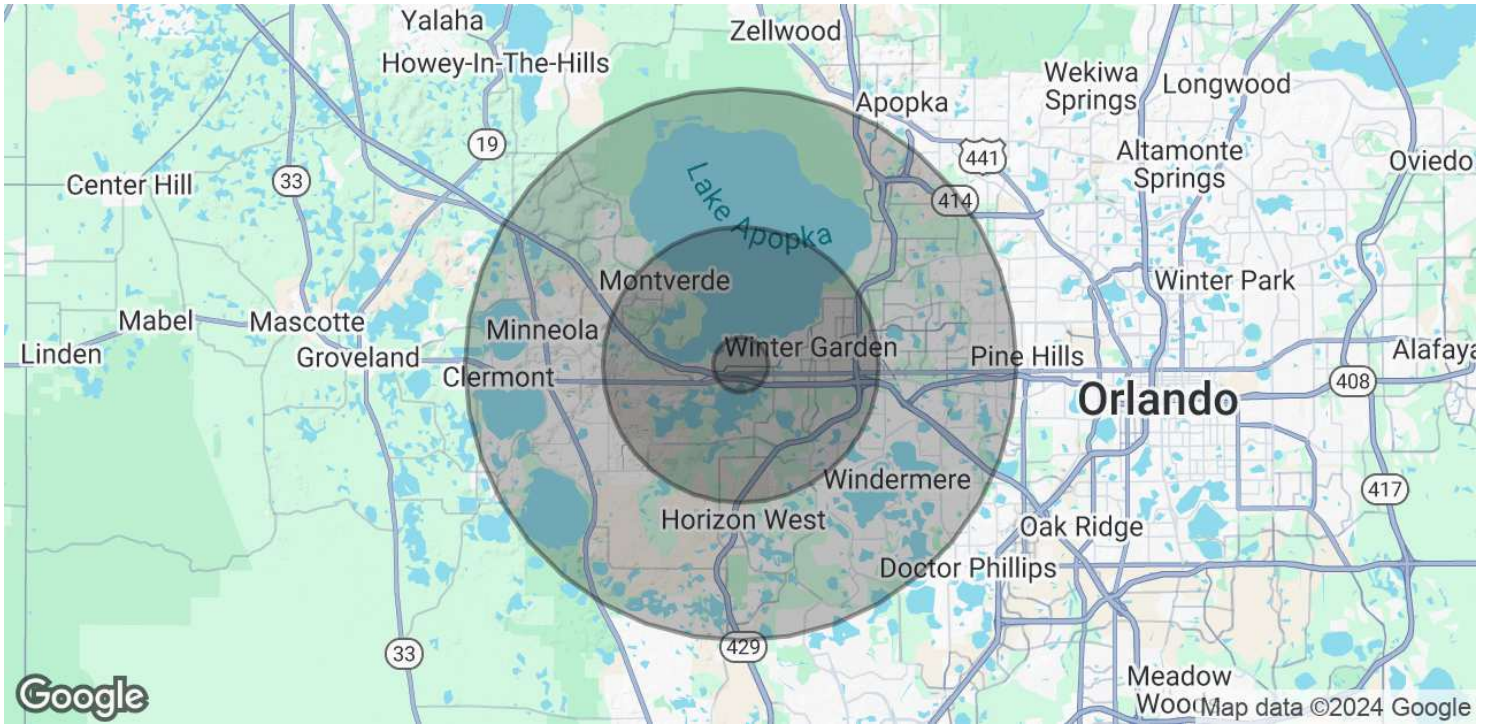 Yalaha
Zellwood
Howey-In-The-Hills
Wekiwa
Springs
Longwood
Apopka
19
441
Altamonte
Springs
Oviedo
Center Hill
33
414
Lake Apopka
Montverde
Winter Park
Mabel
Mascotte
Minneola
Linden
Groveland
Winter Garden
Pine Hills
Alafaya
Clermont
Orlando
408
Windermere
417
Horizon West
Oak Ridge
Doctor Phillips
33
429
Meadow
Woods
Google
Map data ©2024 Google